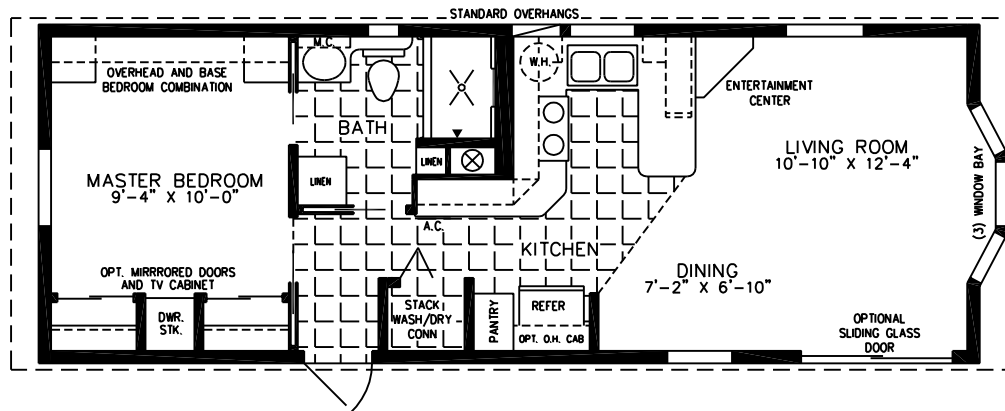 STANDARD OVERHANGS
M.C.
W.H.
OVERHEAD AND BASE
BEDROOM COMBINATION
ENTERTAINMENT
CENTER
BATH
LIVING ROOM
10'-10" X 12'-4"
LINEN
MASTER BEDROOM
9'-4" X 10'-0"
LINEN
(3) WINDOW BAY
A.C.
KITCHEN
OPT. MIRRRORED DOORS
AND TV CABINET
DINING
7'-2" X 6'-10"
DWR.
STK.
STACK
WASH/DRY
CONN
PANTRY
REFER
OPT. O.H. CAB
OPTIONAL
SLIDING GLASS
DOOR